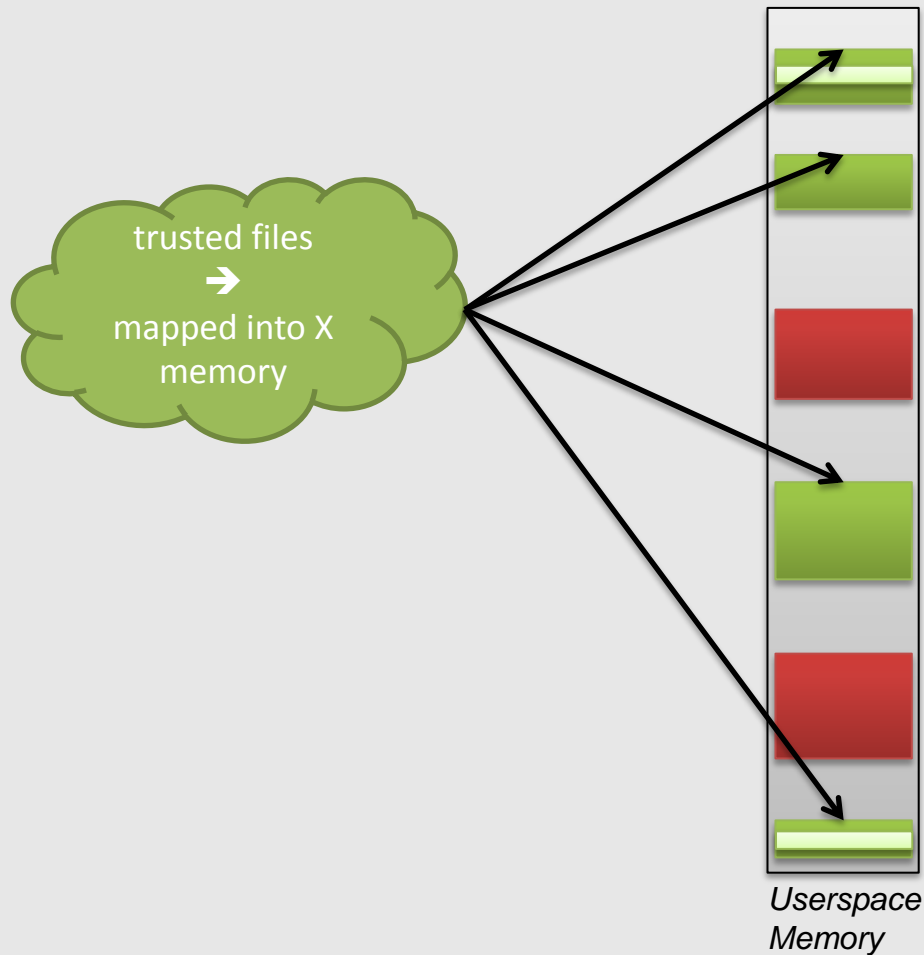 trusted files
➔
mapped into X
memory
Userspace
Memory